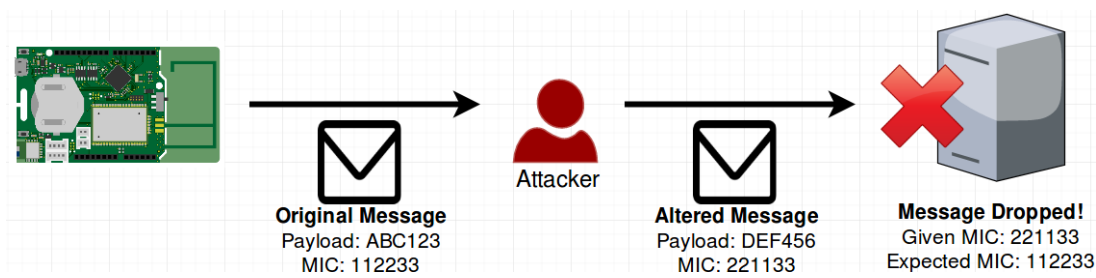 Attacker
Original Message
Payload: ABC123
MIC: 112233
Altered Message
Payload: DEF456
MIC: 221133
Message Dropped!
Given MIC: 221133
Expected MIC: 112233